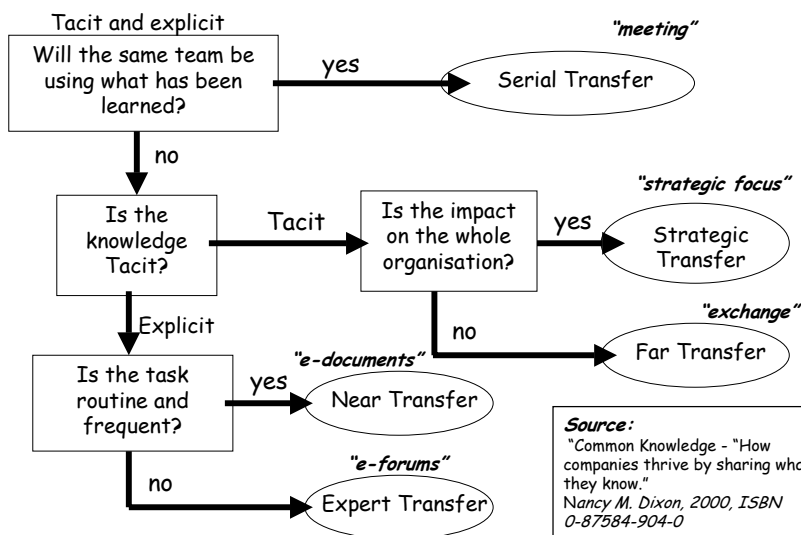 Tacit and explicit
Will the same team be
using what has been
learned?
yes
"meeting"
Serial Transfer
no
Is the
knowledge
Tacit?
Tacit
Is the impact
on the whole
organisation?
yes
"strategic focus"
Strategic
Transfer
Explicit
no
"exchange"
Far Transfer
Is the task
routine and
frequent?
yes
"e-documents"
Near Transfer
no
"e-forums"
Expert Transfer
Source:
"Common Knowledge - "How
companies thrive by sharing wha
they know."
Nancy M. Dixon, 2000, ISBN
0-87584-904-0